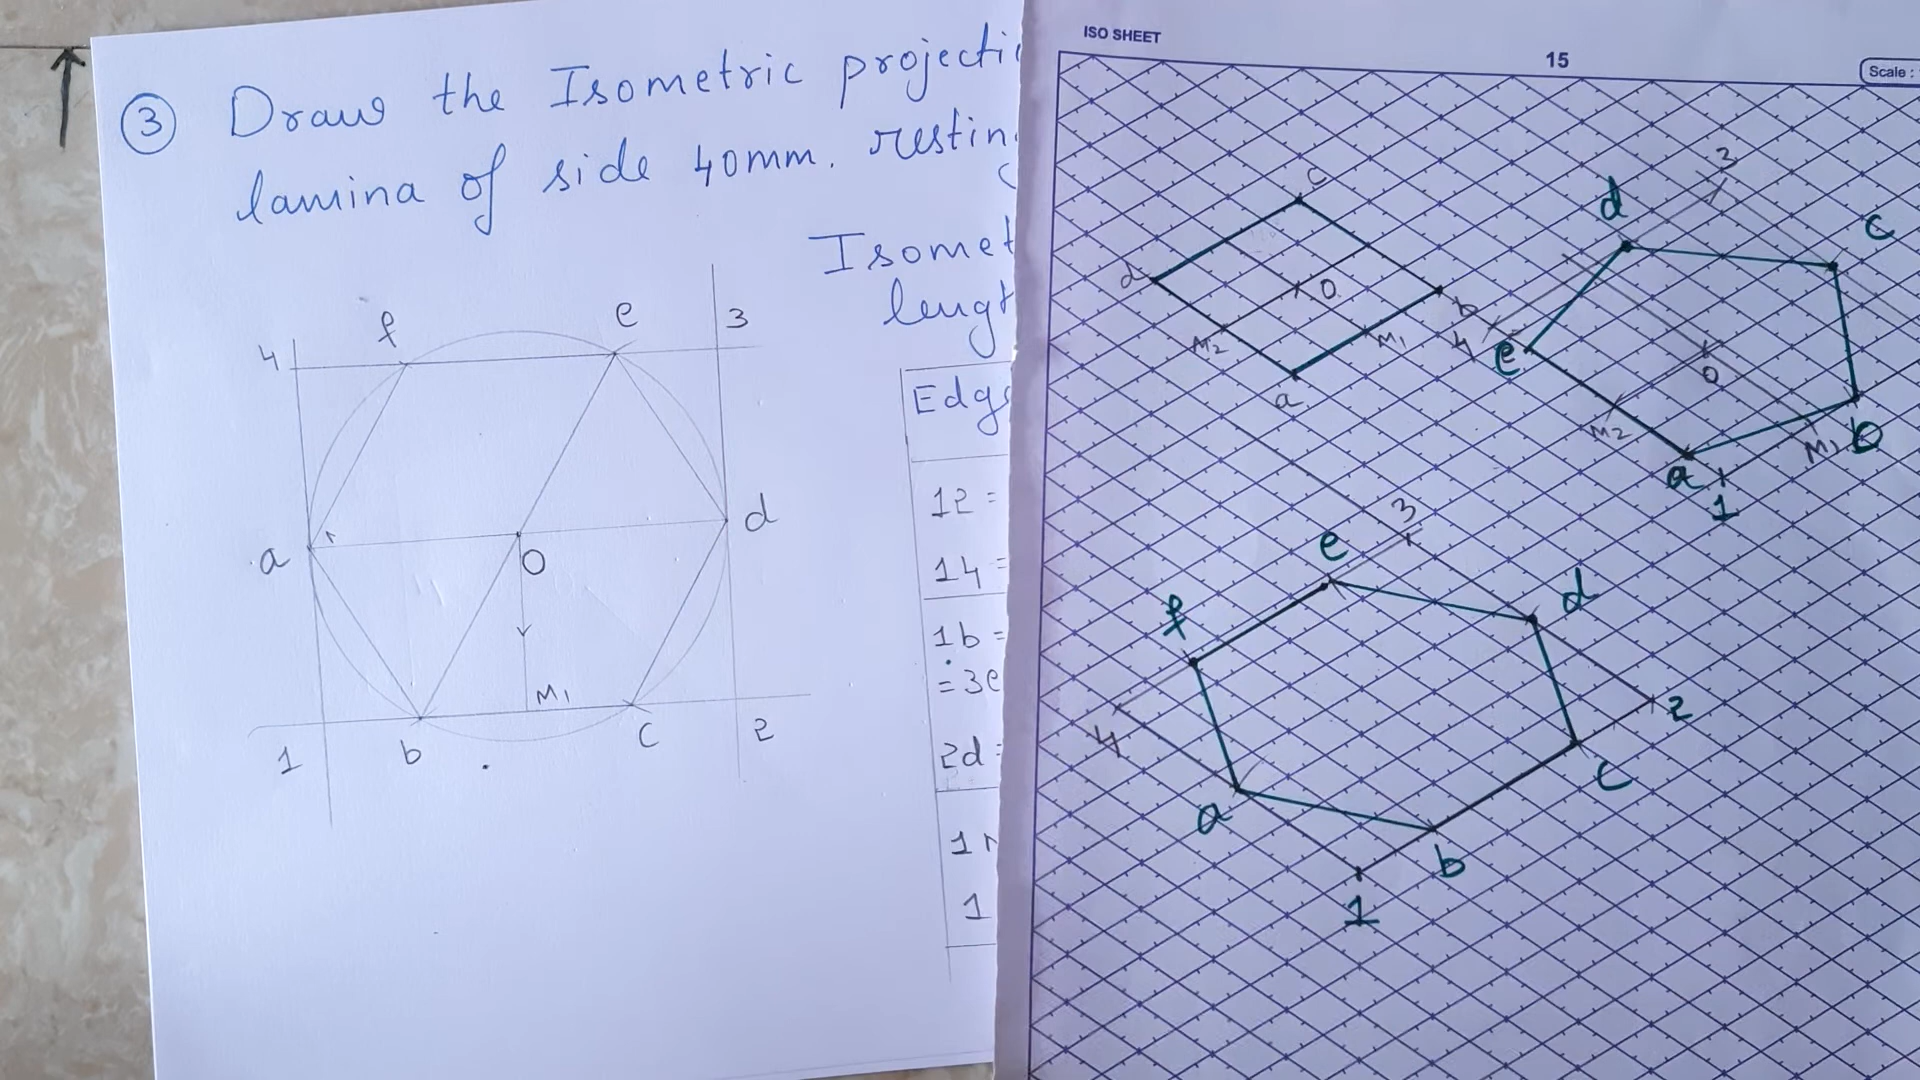 3 Draw the Isometric projecti
lamina of side 40mm. restin
Isomet
lengt
f e 3
4
a O d
M1
1 b c 2
Edge
12 =
14 =
1b =
= 3e
2d =
1
1
ISO SHEET
15
Scale :
c
d
O
b
M2
M1
a
3
d
c
4
e
O
M2
M1
b
a
1
3
e
f
d
4
2
a
c
b
1